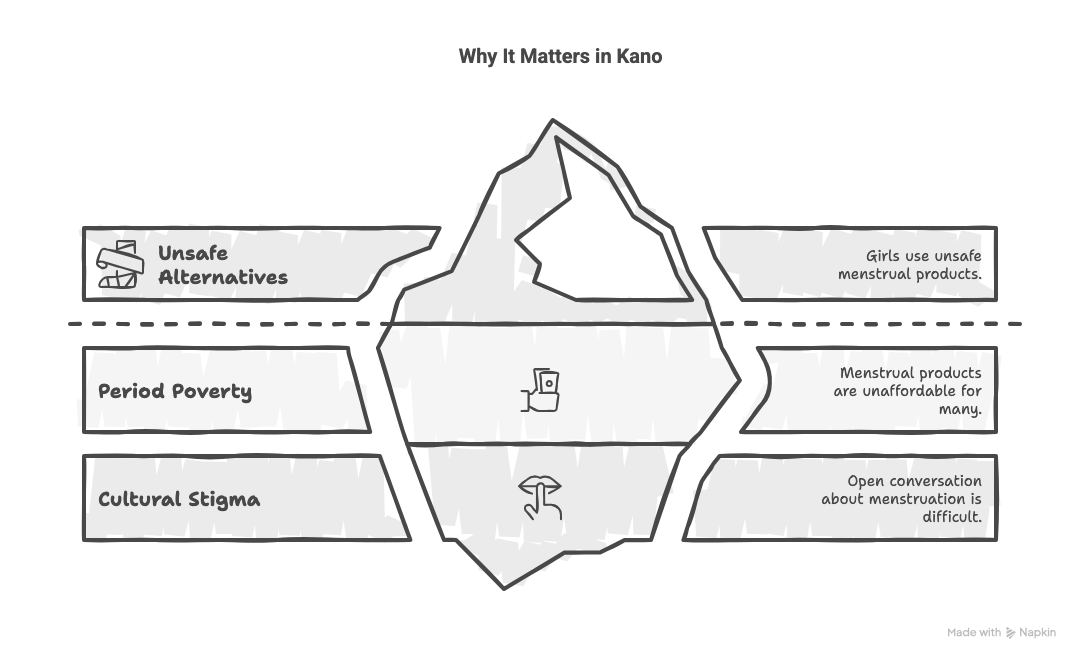 Why It Matters in Kano
Unsafe
Alternatives
Girls use unsafe
menstrual products.
Period Poverty
Menstrual products
are unaffordable for
many.
Cultural Stigma
Open conversation
about menstruation is
difficult.
Made with Napkin